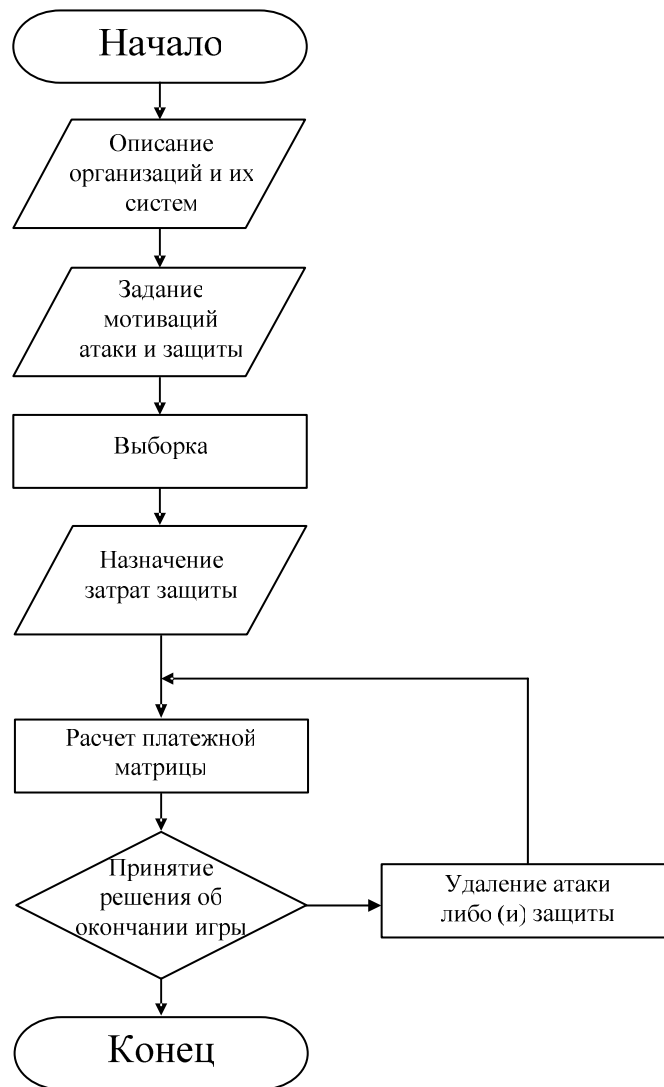 Начало
Описание
организаций и их
систем
Задание
мотиваций
атаки и защиты
Выборка
Назначение
затрат защиты
Расчет платежной
матрицы
Принятие
решения об
окончании игры
Удаление атаки
либо (и) защиты
Конец